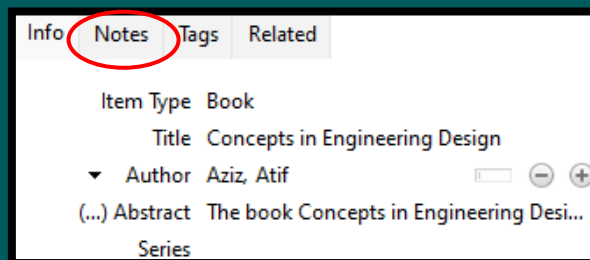 Info Notes Tags Related
Item Type Book
Title Concepts in Engineering Design
Author Aziz, Atif
(...) Abstract The book Concepts in Engineering Desi...
Series